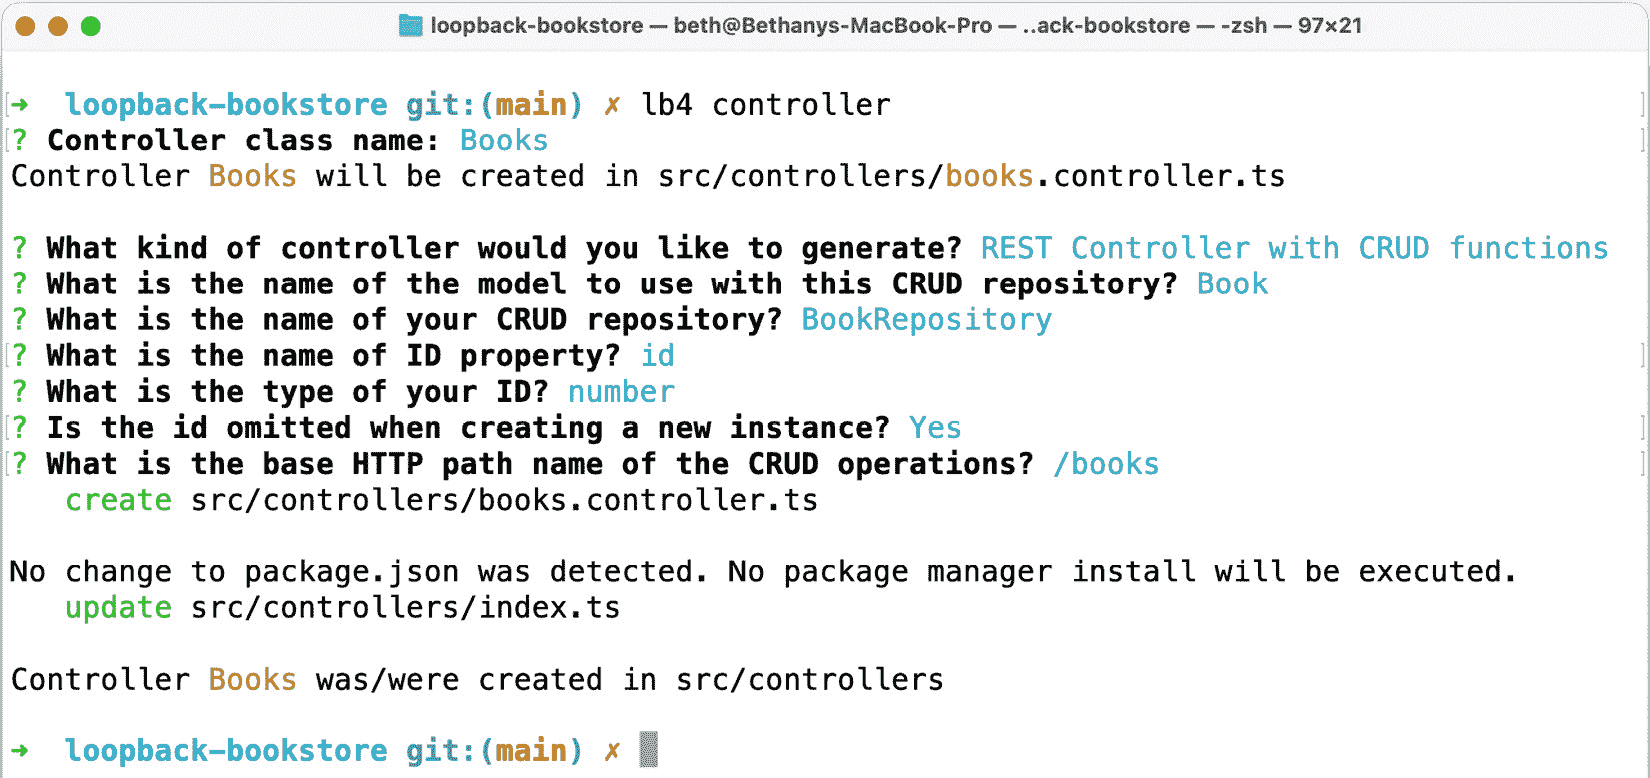 loopback-bookstore — beth@Bethanys-MacBook-Pro — ..ack-bookstore — -zsh — 97×21
➜  loopback-bookstore git:(main) ✗ lb4 controller
? Controller class name: Books
Controller Books will be created in src/controllers/books.controller.ts
? What kind of controller would you like to generate? REST Controller with CRUD functions
? What is the name of the model to use with this CRUD repository? Book
? What is the name of your CRUD repository? BookRepository
? What is the name of ID property? id
? What is the type of your ID? number
? Is the id omitted when creating a new instance? Yes
? What is the base HTTP path name of the CRUD operations? /books
   create src/controllers/books.controller.ts
No change to package.json was detected. No package manager install will be executed.
   update src/controllers/index.ts
Controller Books was/were created in src/controllers
➜  loopback-bookstore git:(main) ✗